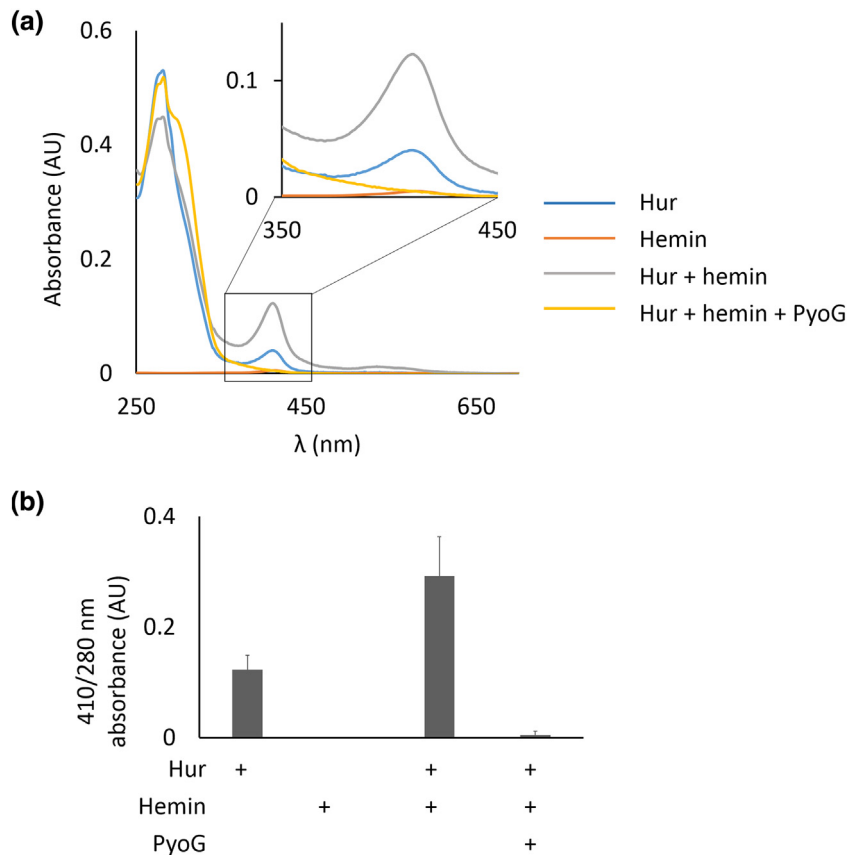 (a)
0.6
0.4
0.2
0
Absorbance (AU)
250
450
650
λ (nm)
0.1
0
350
450
Hur
Hemin
Hur + hemin
Hur + hemin + PyoG
(b)
0.4
0.2
0
410/280 nm
absorbance (AU)
Hur + + +
Hemin + + +
PyoG +